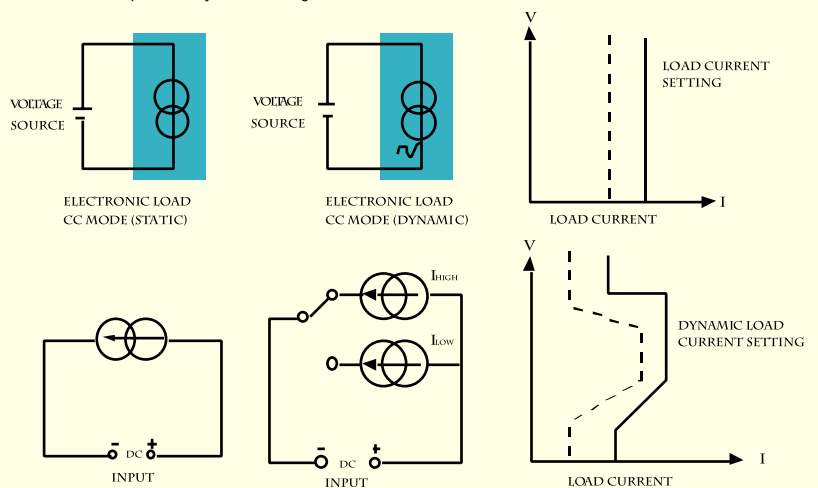 V
LOAD CURRENT
SETTING
VOLTAGE
SOURCE
VOLTAGE
SOURCE
I
ELECTRONIC LOAD
CC MODE (STATIC)
ELECTRONIC LOAD
CC MODE (DYNAMIC)
LOAD CURRENT
V
IHIGH
DYNAMIC LOAD
CURRENT SETTING
ILOW
- DC +
INPUT
- DC +
INPUT
I
LOAD CURRENT